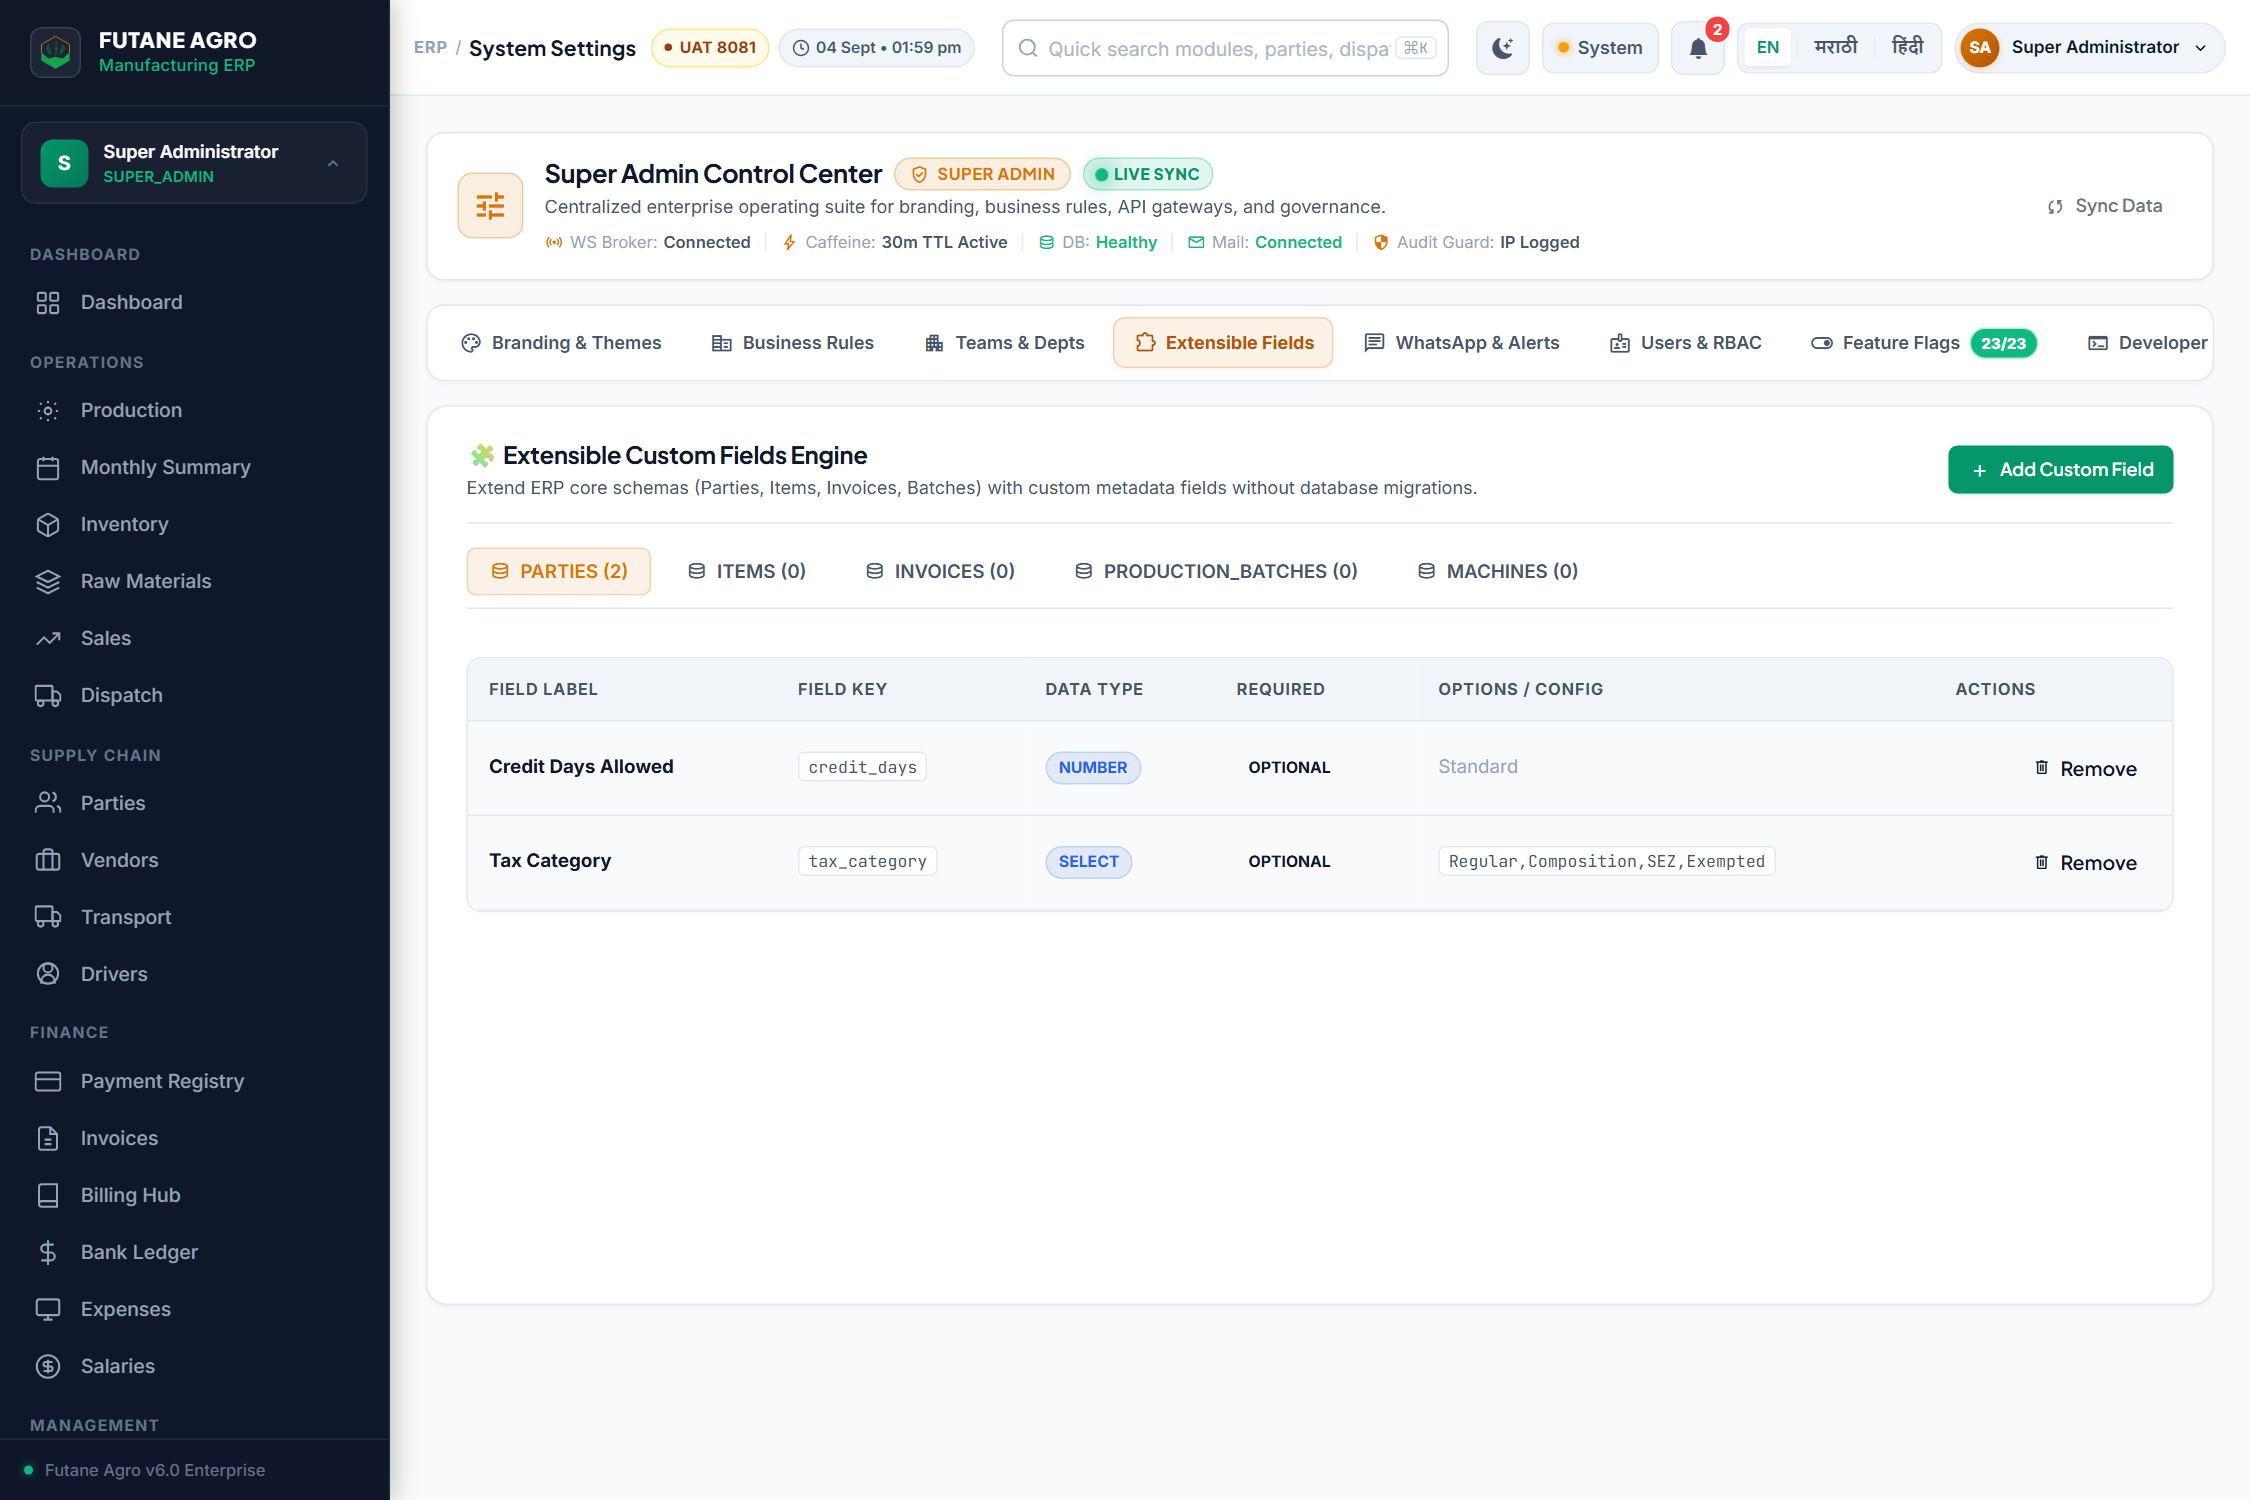 FUTANE AGRO
Manufacturing ERP
S
Super Administrator
SUPER_ADMIN
DASHBOARD
Dashboard
OPERATIONS
Production
Monthly Summary
Inventory
Raw Materials
Sales
Dispatch
SUPPLY CHAIN
Parties
Vendors
Transport
Drivers
FINANCE
Payment Registry
Invoices
Billing Hub
Bank Ledger
Expenses
Salaries
MANAGEMENT
Futane Agro v6.0 Enterprise
ERP / System Settings
UAT 8081
04 Sept • 01:59 pm
Quick search modules, parties, dispa
⌘K
System
2
EN
मराठी
हिंदी
SA
Super Administrator
Super Admin Control Center
SUPER ADMIN
LIVE SYNC
Centralized enterprise operating suite for branding, business rules, API gateways, and governance.
WS Broker: Connected
Caffeine: 30m TTL Active
DB: Healthy
Mail: Connected
Audit Guard: IP Logged
Sync Data
Branding & Themes
Business Rules
Teams & Depts
Extensible Fields
WhatsApp & Alerts
Users & RBAC
Feature Flags 23/23
Developer
Extensible Custom Fields Engine
Extend ERP core schemas (Parties, Items, Invoices, Batches) with custom metadata fields without database migrations.
+ Add Custom Field
PARTIES (2)
ITEMS (0)
INVOICES (0)
PRODUCTION_BATCHES (0)
MACHINES (0)
FIELD LABEL FIELD KEY DATA TYPE REQUIRED OPTIONS / CONFIG ACTIONS
Credit Days Allowed credit_days NUMBER OPTIONAL Standard Remove
Tax Category tax_category SELECT OPTIONAL Regular,Composition,SEZ,Exempted Remove